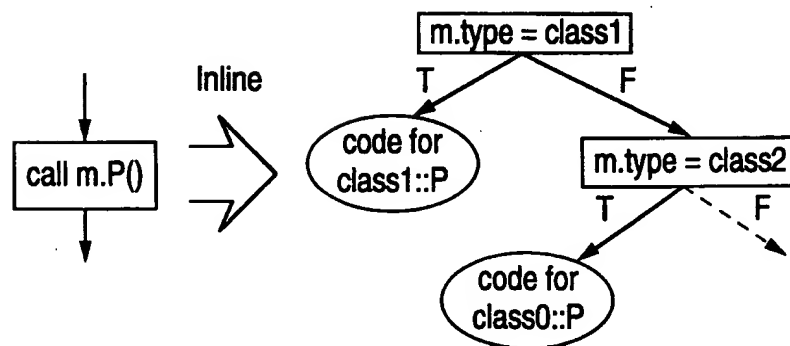 m.type = class1
T
F
Inline
call m.P()
code for
class1::P
m.type = class2
T
F
code for
class0::P